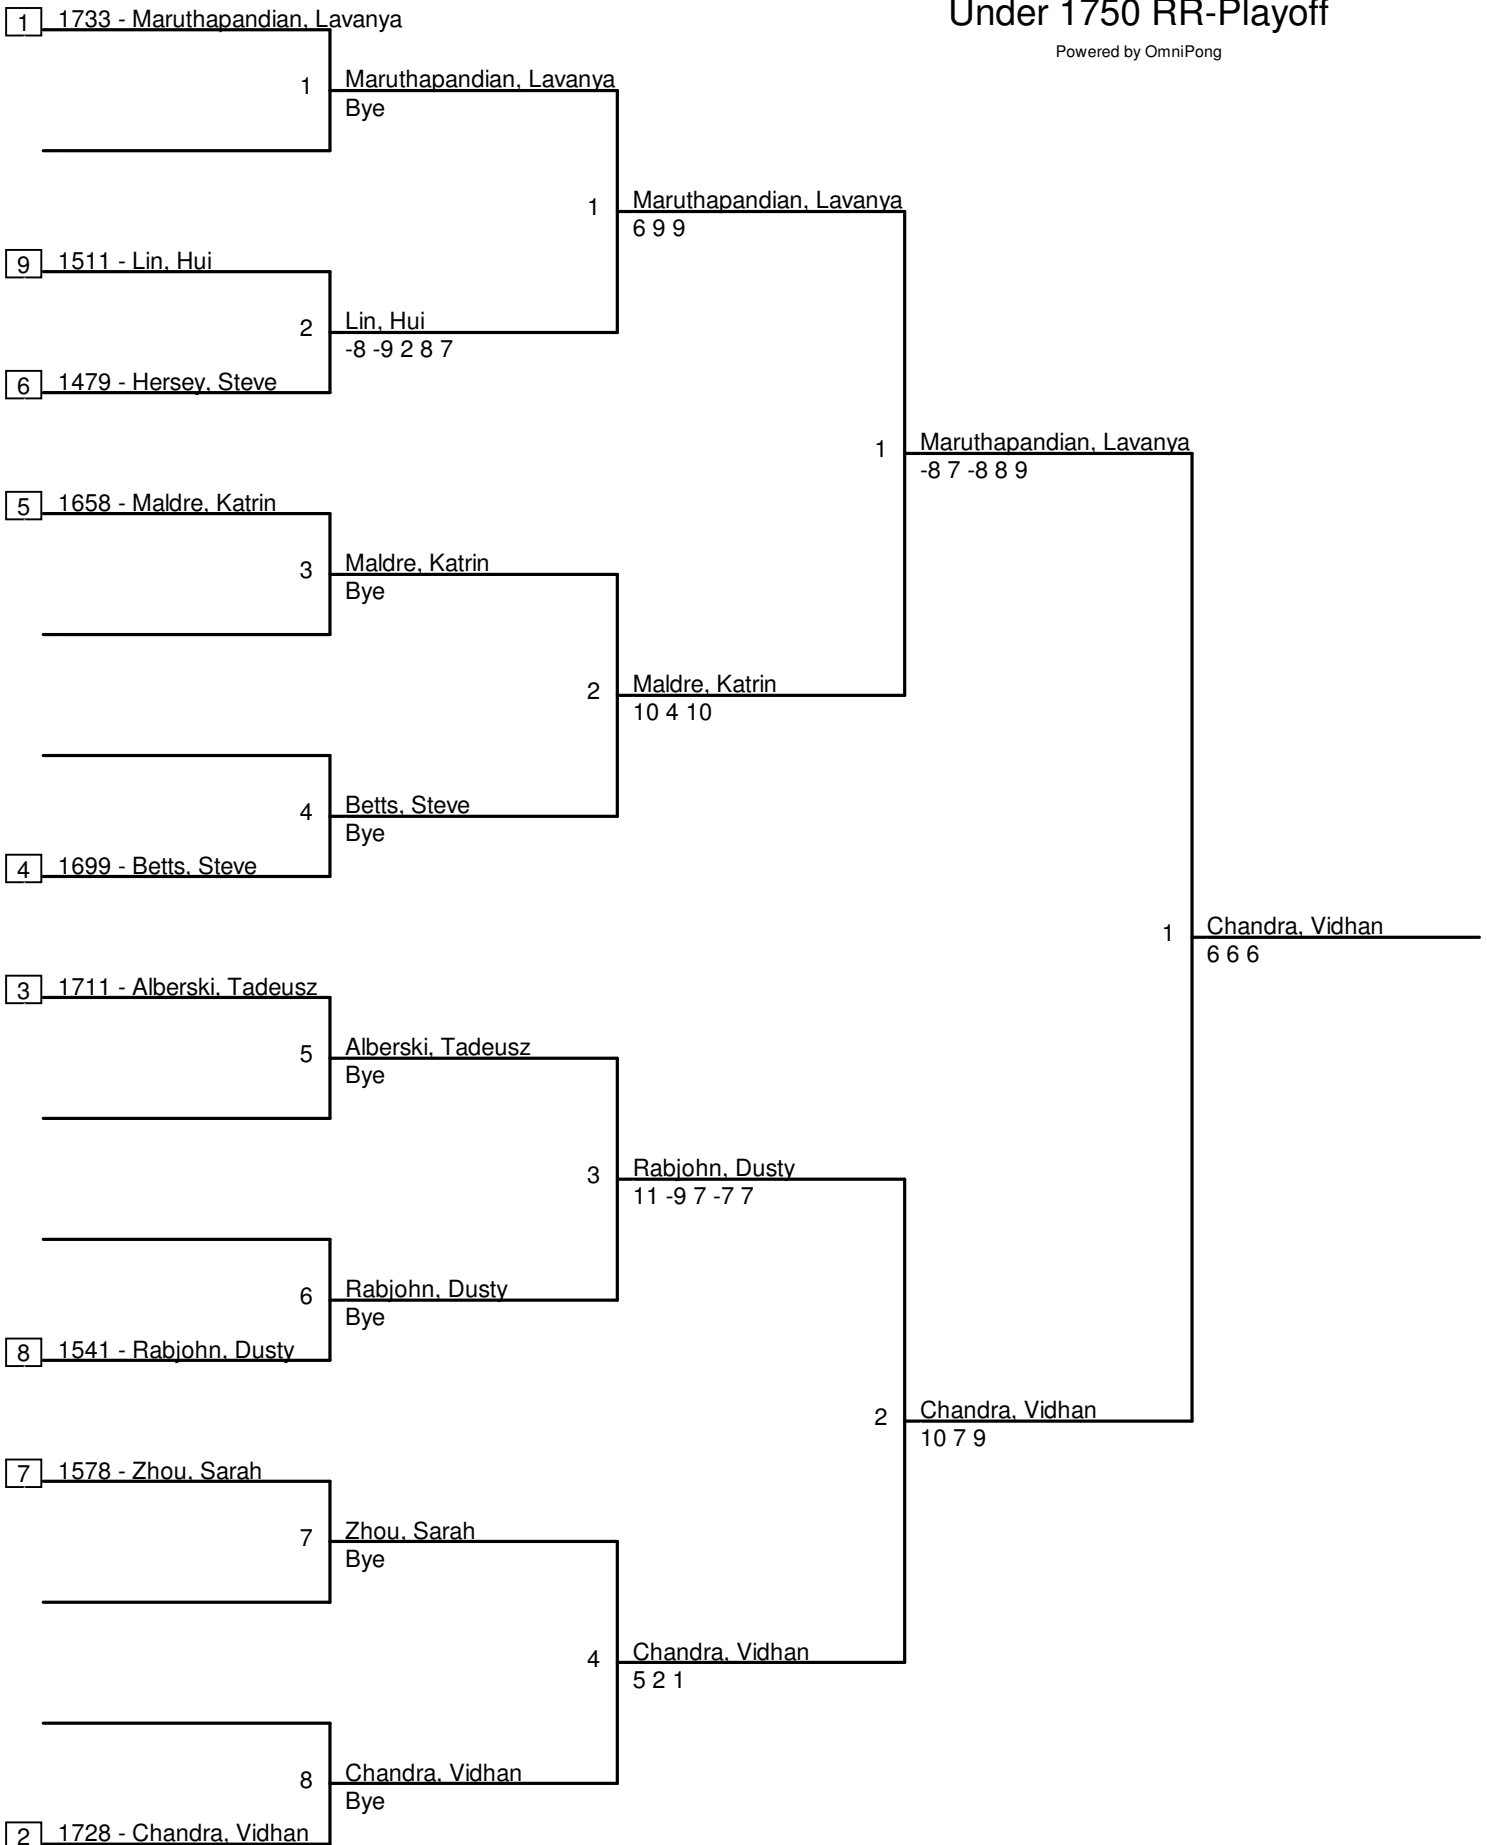 Under 1750 RR-Playoff
Powered by OmniPong
1 1733 - Maruthapandian, Lavanya
1 Maruthapandian, Lavanya
Bye
1 Maruthapandian, Lavanya
6 9 9
9 1511 - Lin, Hui
2 Lin, Hui
-8 -9 2 8 7
6 1479 - Hersey, Steve
1 Maruthapandian, Lavanya
-8 7 -8 8 9
5 1658 - Maldre, Katrin
3 Maldre, Katrin
Bye
2 Maldre, Katrin
10 4 10
4 Betts, Steve
Bye
4 1699 - Betts, Steve
1 Chandra, Vidhan
6 6 6
3 1711 - Alberski, Tadeusz
5 Alberski, Tadeusz
Bye
3 Rabjohn, Dusty
11 -9 7 -7 7
6 Rabjohn, Dusty
Bye
8 1541 - Rabjohn, Dusty
2 Chandra, Vidhan
10 7 9
7 1578 - Zhou, Sarah
7 Zhou, Sarah
Bye
4 Chandra, Vidhan
5 2 1
8 Chandra, Vidhan
Bye
2 1728 - Chandra, Vidhan